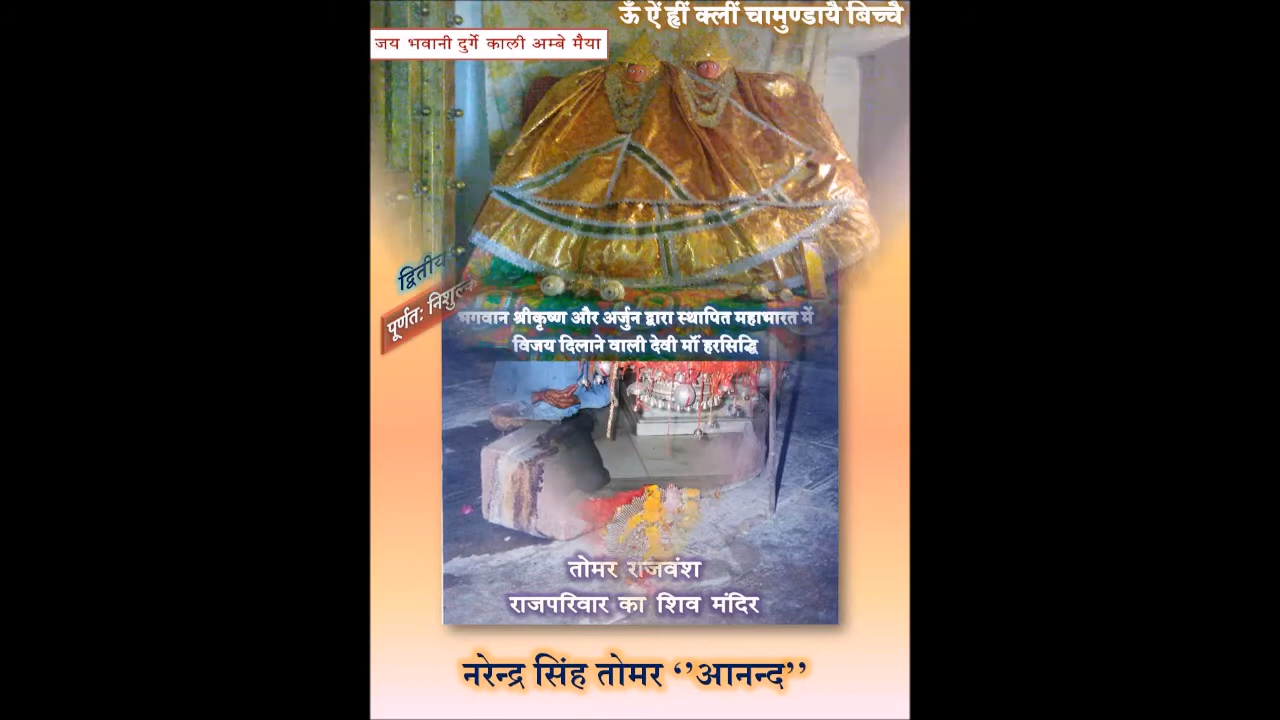 ऊँ ऐं हृीं क्लीं चामुण्डायै बिच्चै
जय भवानी दुर्गे काली अम्बे मैया
द्वितीय
पूर्णत: निशुल्क
भगवान श्रीकृष्ण और अर्जुन द्वारा स्थापित महाभारत में
विजय दिलाने वाली देवी मॉं हरसिद्धि
तोमर राजवंश
राजपरिवार का शिव मंदिर
नरेन्द्र सिंह तोमर ‘’आनन्द’’